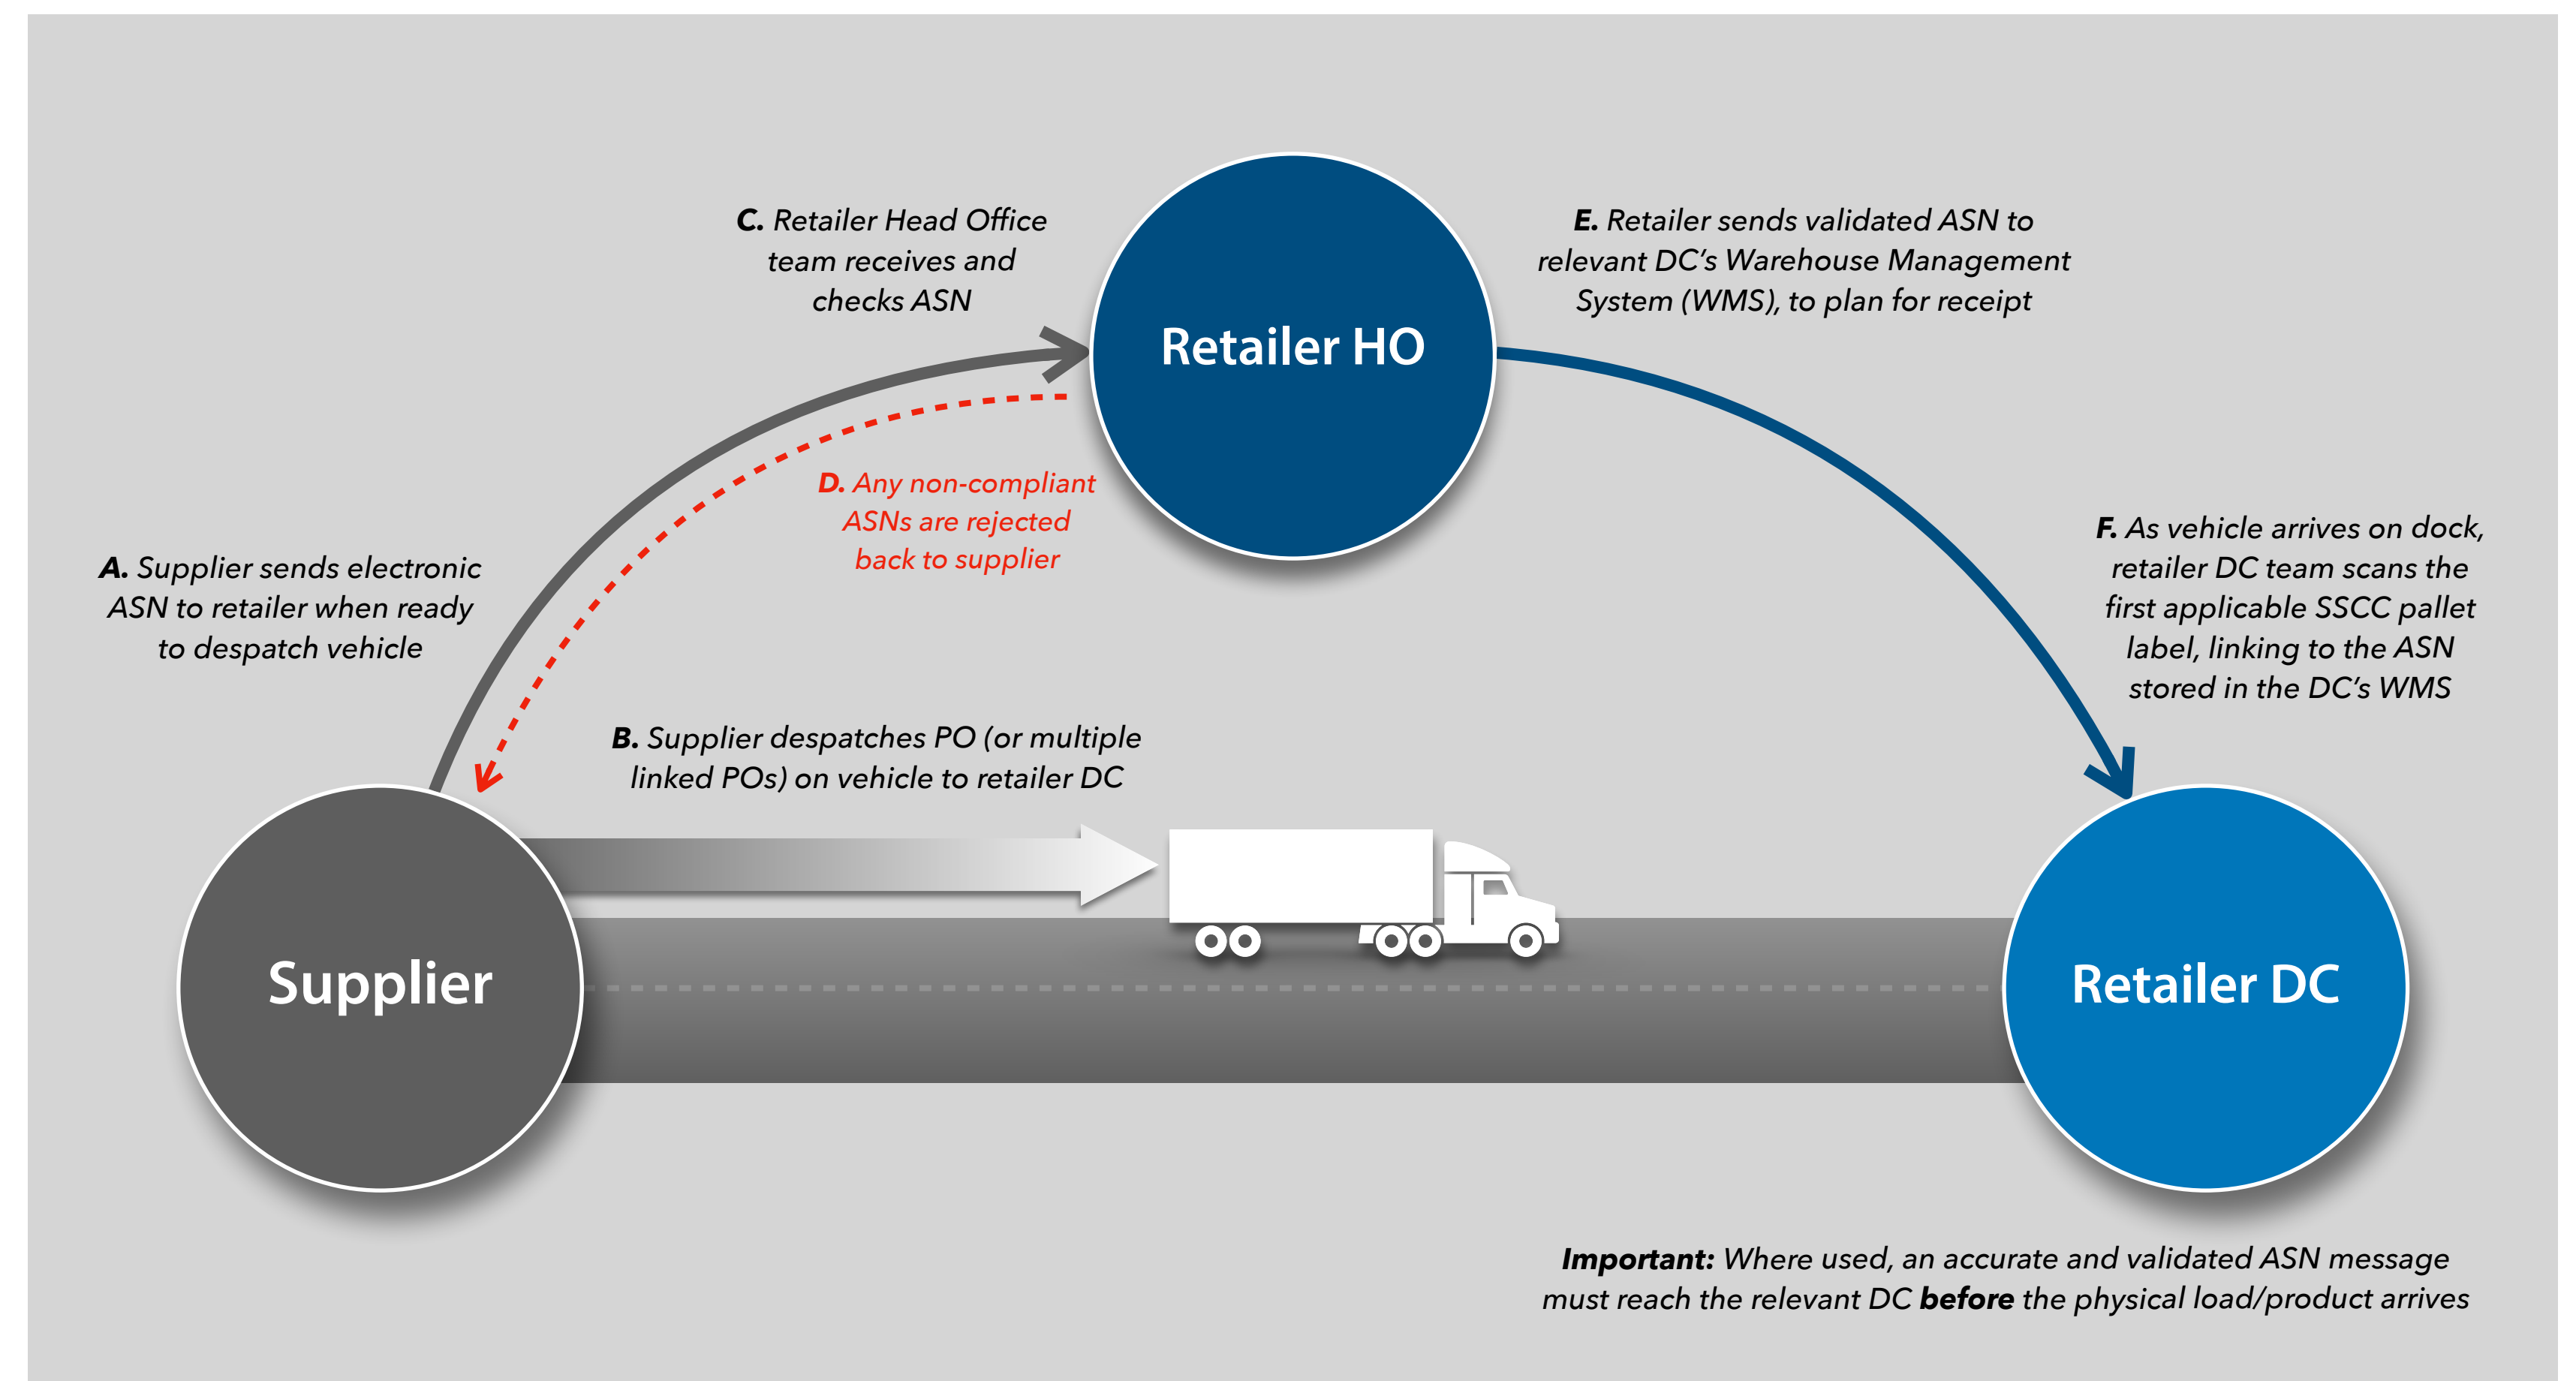 C. Retailer Head Office
team receives and
checks ASN
Retailer HO
E. Retailer sends validated ASN to
relevant DC’s Warehouse Management
System (WMS), to plan for receipt
D. Any non-compliant
ASNs are rejected
back to supplier
A. Supplier sends electronic
ASN to retailer when ready
to despatch vehicle
F. As vehicle arrives on dock,
retailer DC team scans the
first applicable SSCC pallet
label, linking to the ASN
stored in the DC’s WMS
B. Supplier despatches PO (or multiple
linked POs) on vehicle to retailer DC
Supplier
Retailer DC
Important: Where used, an accurate and validated ASN message
must reach the relevant DC before the physical load/product arrives